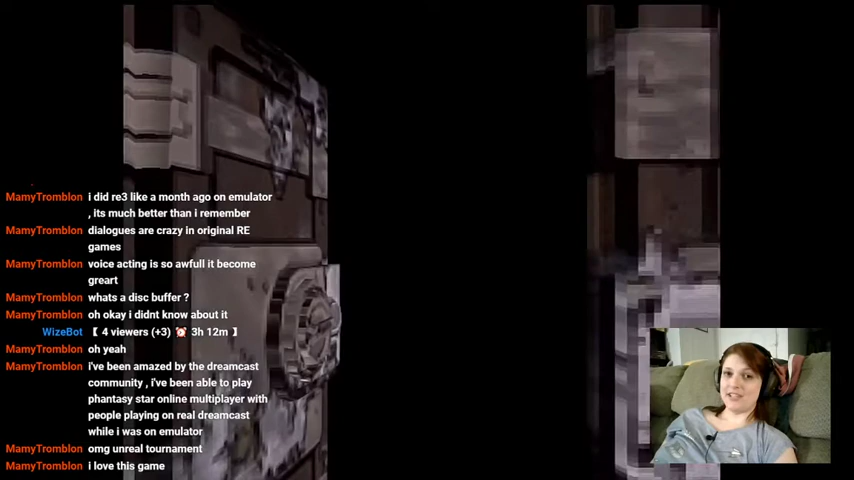 MamyTromblon i did re3 like a month ago on emulator
, its much better than i remember
MamyTromblon dialogues are crazy in original RE
games
MamyTromblon voice acting is so awfull it become
greart
MamyTromblon whats a disc buffer ?
MamyTromblon oh okay i didnt know about it
WizeBot 【 4 viewers (+3) ⏰ 3h 12m 】
MamyTromblon oh yeah
MamyTromblon i've been amazed by the dreamcast
community , i've been able to play
phantasy star online multiplayer with
people playing on real dreamcast
while i was on emulator
MamyTromblon omg unreal tournament
MamyTromblon i love this game